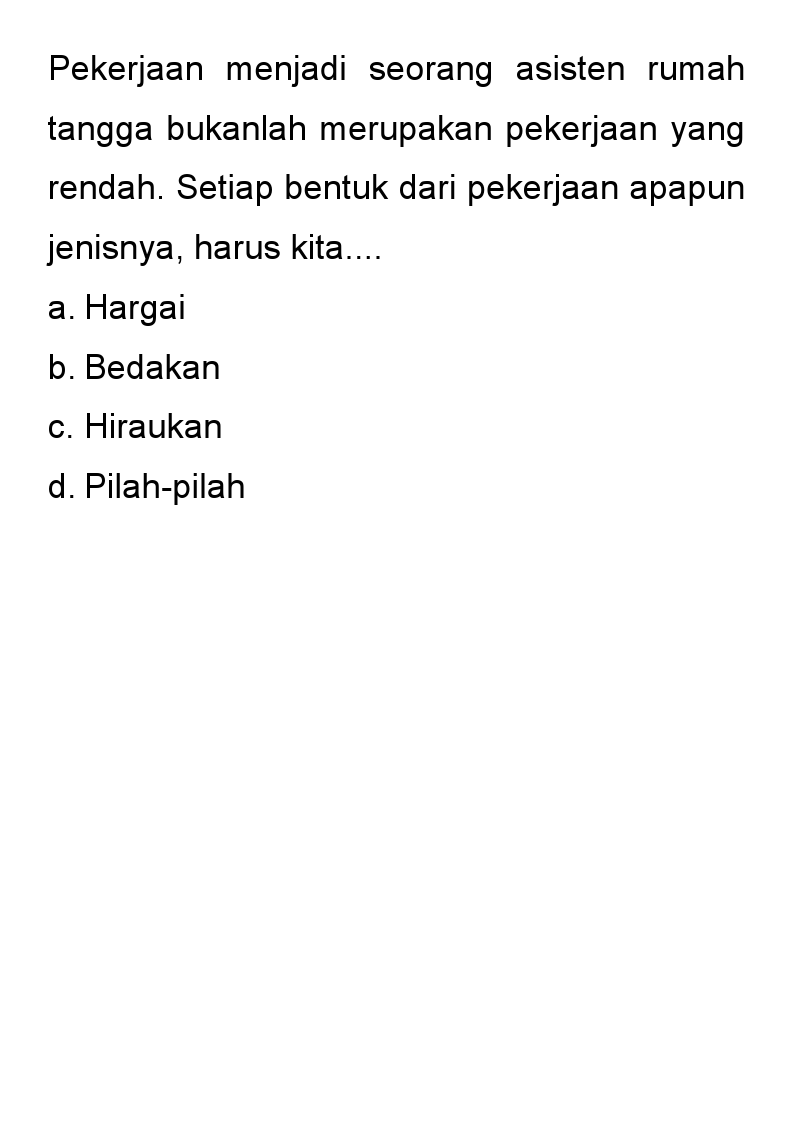 Pekerjaan menjadi seorang asisten rumah
tangga bukanlah merupakan pekerjaan yang
rendah. Setiap bentuk dari pekerjaan apapun
jenisnya, harus kita....
a. Hargai
b. Bedakan
c. Hiraukan
d. Pilah-pilah